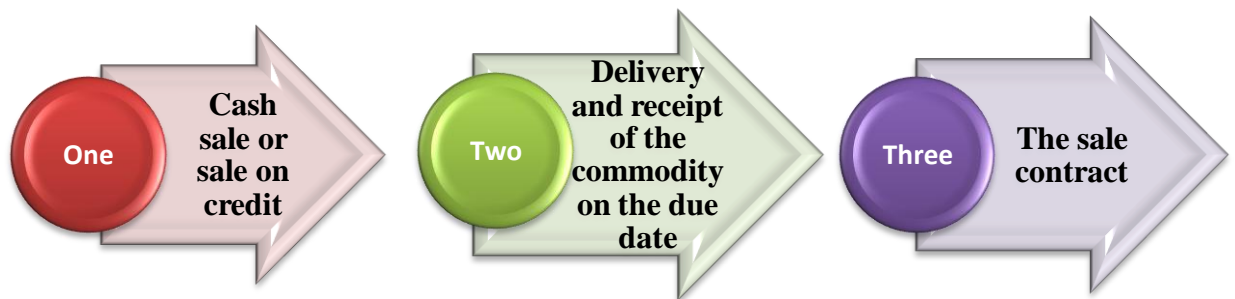 One
Cash
sale or
sale on
credit
Two
Delivery
and receipt
of the
commodity
on the due
date
Three
The sale
contract